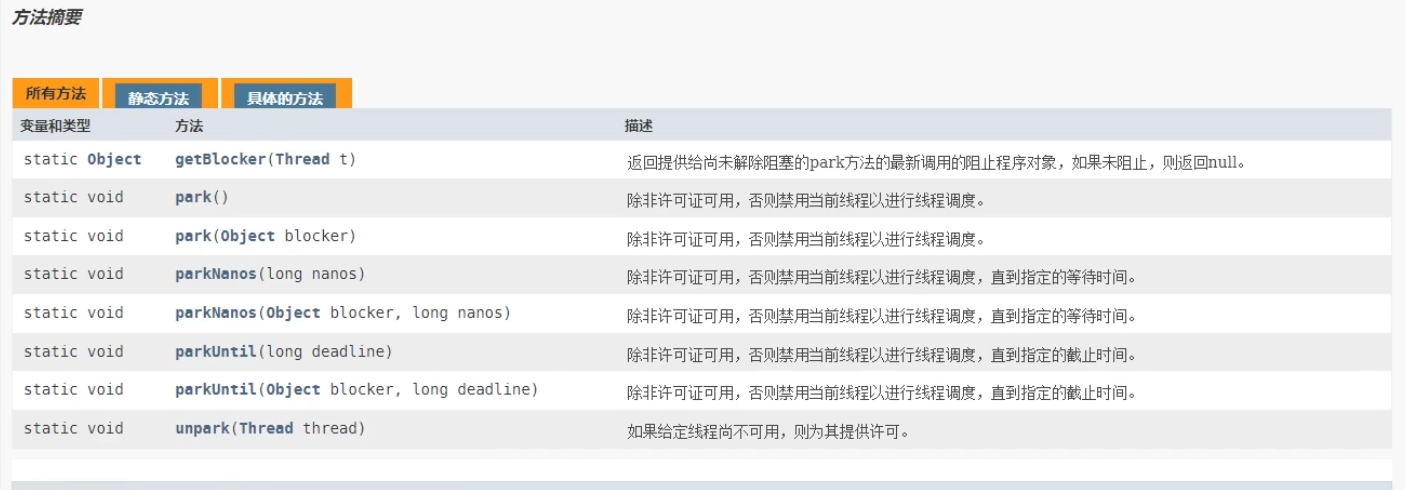 方法摘要
所有方法 静态方法 具体的方法
变量和类型 方法 描述
static Object getBlocker(Thread t) 返回提供给尚未解除阻塞的park方法的最新调用的阻止程序对象，如果未阻止，则返回null。
static void park() 除非许可证可用，否则禁用当前线程以进行线程调度。
static void park(Object blocker) 除非许可证可用，否则禁用当前线程以进行线程调度。
static void parkNanos(long nanos) 除非许可证可用，否则禁用当前线程以进行线程调度，直到指定的等待时间。
static void parkNanos(Object blocker, long nanos) 除非许可证可用，否则禁用当前线程以进行线程调度，直到指定的等待时间。
static void parkUntil(long deadline) 除非许可证可用，否则禁用当前线程以进行线程调度，直到指定的截止时间。
static void parkUntil(Object blocker, long deadline) 除非许可证可用，否则禁用当前线程以进行线程调度，直到指定的截止时间。
static void unpark(Thread thread) 如果给定线程尚不可用，则为其提供许可。